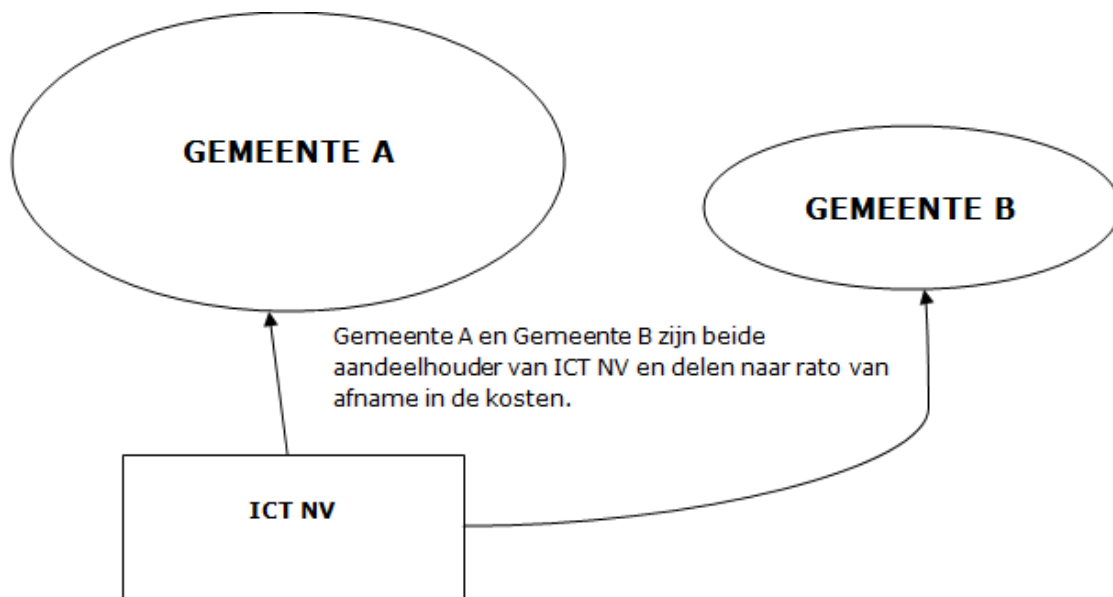 GEMEENTE A
GEMEENTE B
Gemeente A en Gemeente B zijn beide
aandeelhouder van ICT NV en delen naar rato van
afname in de kosten.
ICT NV